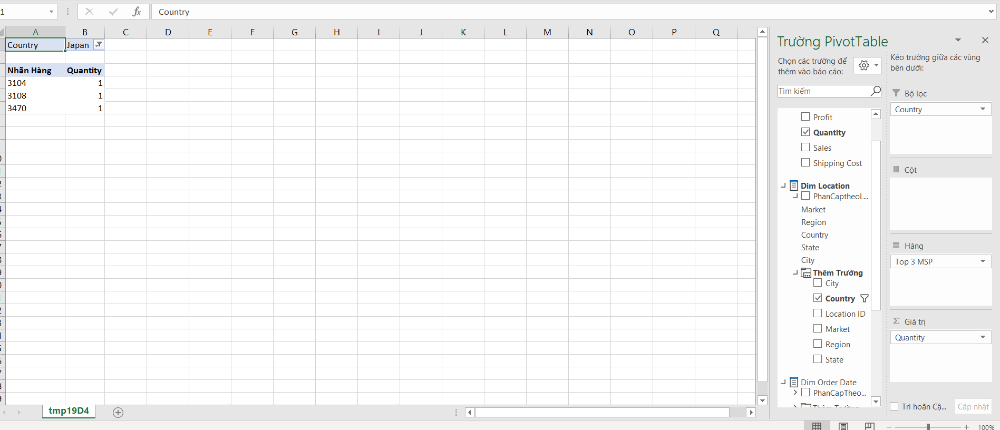 1
fx
Country
A B C D E F G H I J K L M N O P Q
Country Japan
Nhãn Hàng Quantity
3104 1
3108 1
3470 1
tmp19D4
Trường PivotTable
Chọn các trường để
thêm vào báo cáo:
Tìm kiếm
Profit
Quantity
Sales
Shipping Cost
Dim Location
PhanCaptheoL...
Market
Region
Country
State
City
Thêm Trường
City
Country
Location ID
Market
Region
State
Dim Order Date
PhanCapTheo...
Kéo trường giữa các vùng
bên dưới:
Bộ lọc
Country
Cột
Hàng
Top 3 MSP
Σ Giá trị
Quantity
Trì hoãn Cậ...
Cập nhật
100%